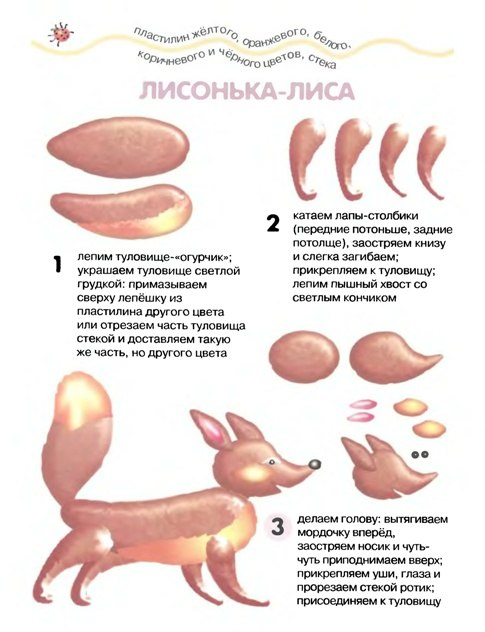 пластилин жёлтого, оранжевого, белого,
коричневого и чёрного цветов, стека
ЛИСОНЬКА-ЛИСА
1
лепим туловище-«огурчик»;
украшаем туловище светлой
грудкой: примазываем
сверху лепёшку из
пластилина другого цвета
или отрезаем часть туловища
стекой и доставляем такую
же часть, но другого цвета
2
катаем лапы-столбики
(передние потоньше, задние
потолще), заостряем книзу
и слегка загибаем;
прикрепляем к туловищу;
лепим пышный хвост со
светлым кончиком
3
делаем голову: вытягиваем
мордочку вперёд,
заостряем носик и чуть-
чуть приподнимаем вверх;
прикрепляем уши, глаза и
прорезаем стекой ротик;
присоединяем к туловищу